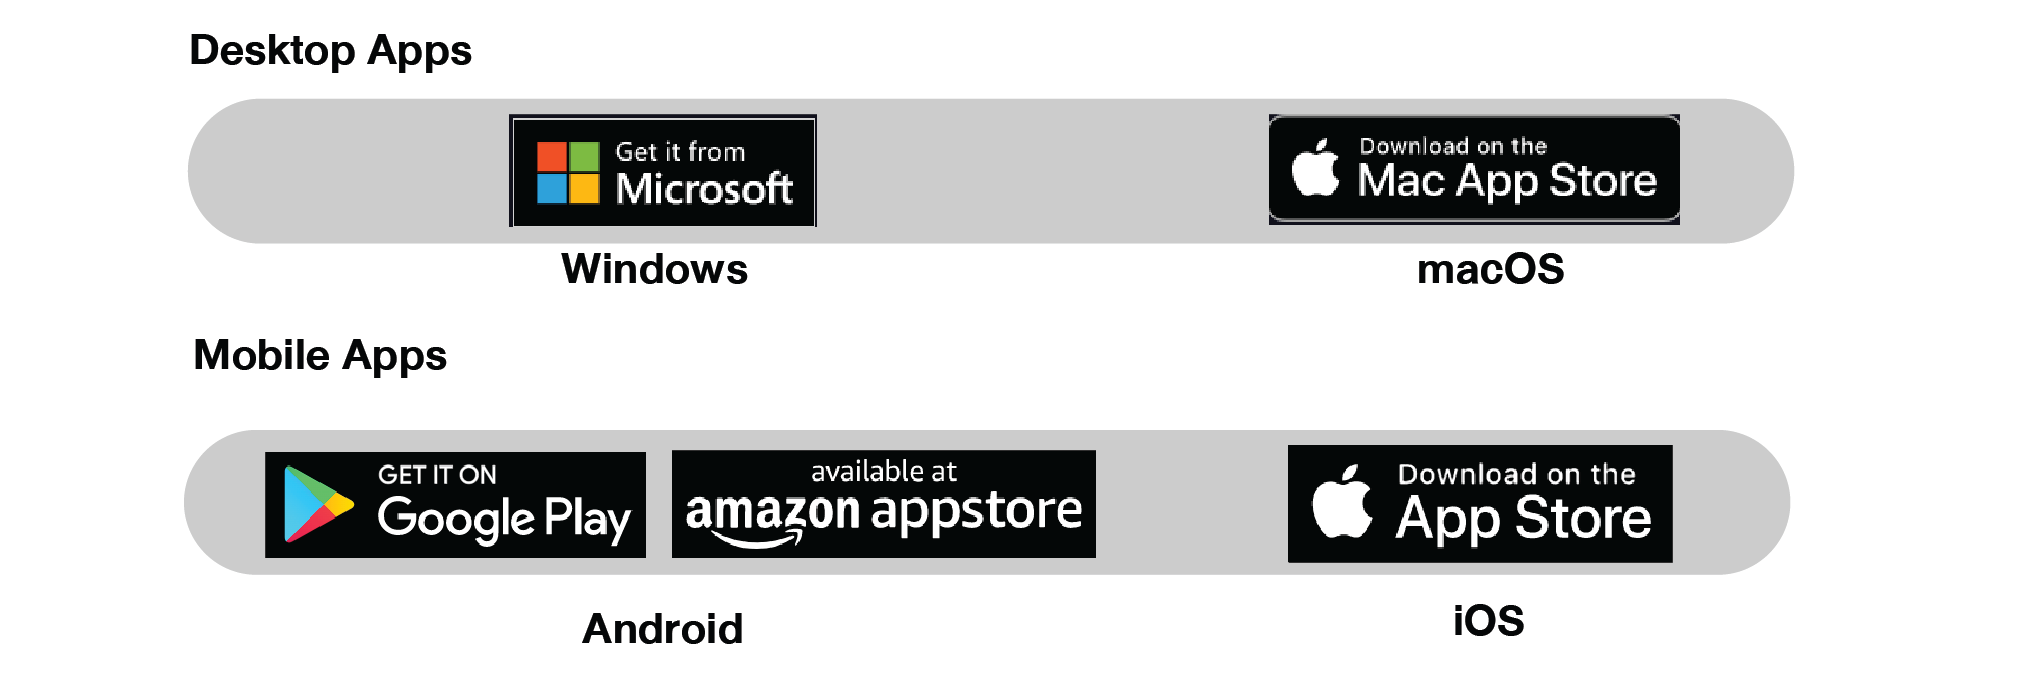 Desktop Apps
Get it from
Microsoft
Download on the
Mac App Store
Windows
macOS
Mobile Apps
GET IT ON
Google Play
available at
amazon appstore
Download on the
App Store
Android
iOS